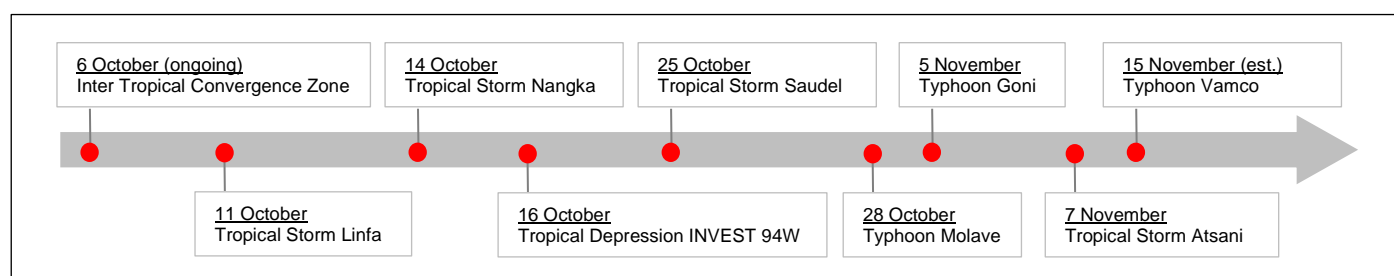 6 October (ongoing)
Inter Tropical Convergence Zone
14 October
Tropical Storm Nangka
25 October
Tropical Storm Saudel
5 November
Typhoon Goni
15 November (est.)
Typhoon Vamco
11 October
Tropical Storm Linfa
16 October
Tropical Depression INVEST 94W
28 October
Typhoon Molave
7 November
Tropical Storm Atsani